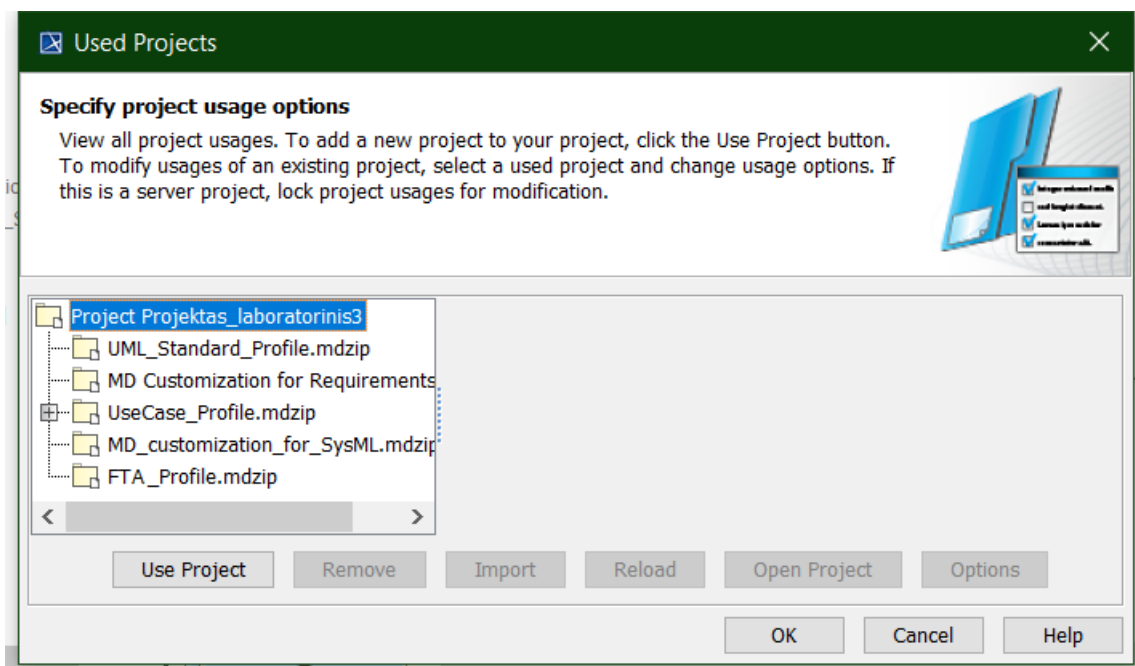 Used Projects
Specify project usage options
View all project usages. To add a new project to your project, click the Use Project button.
To modify usages of an existing project, select a used project and change usage options. If
this is a server project, lock project usages for modification.
Project Projektas_laboratorinis3
UML_Standard_Profile.mdzip
MD Customization for Requirements
UseCase_Profile.mdzip
MD_customization_for_SysML.mdzip
FTA_Profile.mdzip
Use Project Remove Import Reload Open Project Options
OK Cancel Help